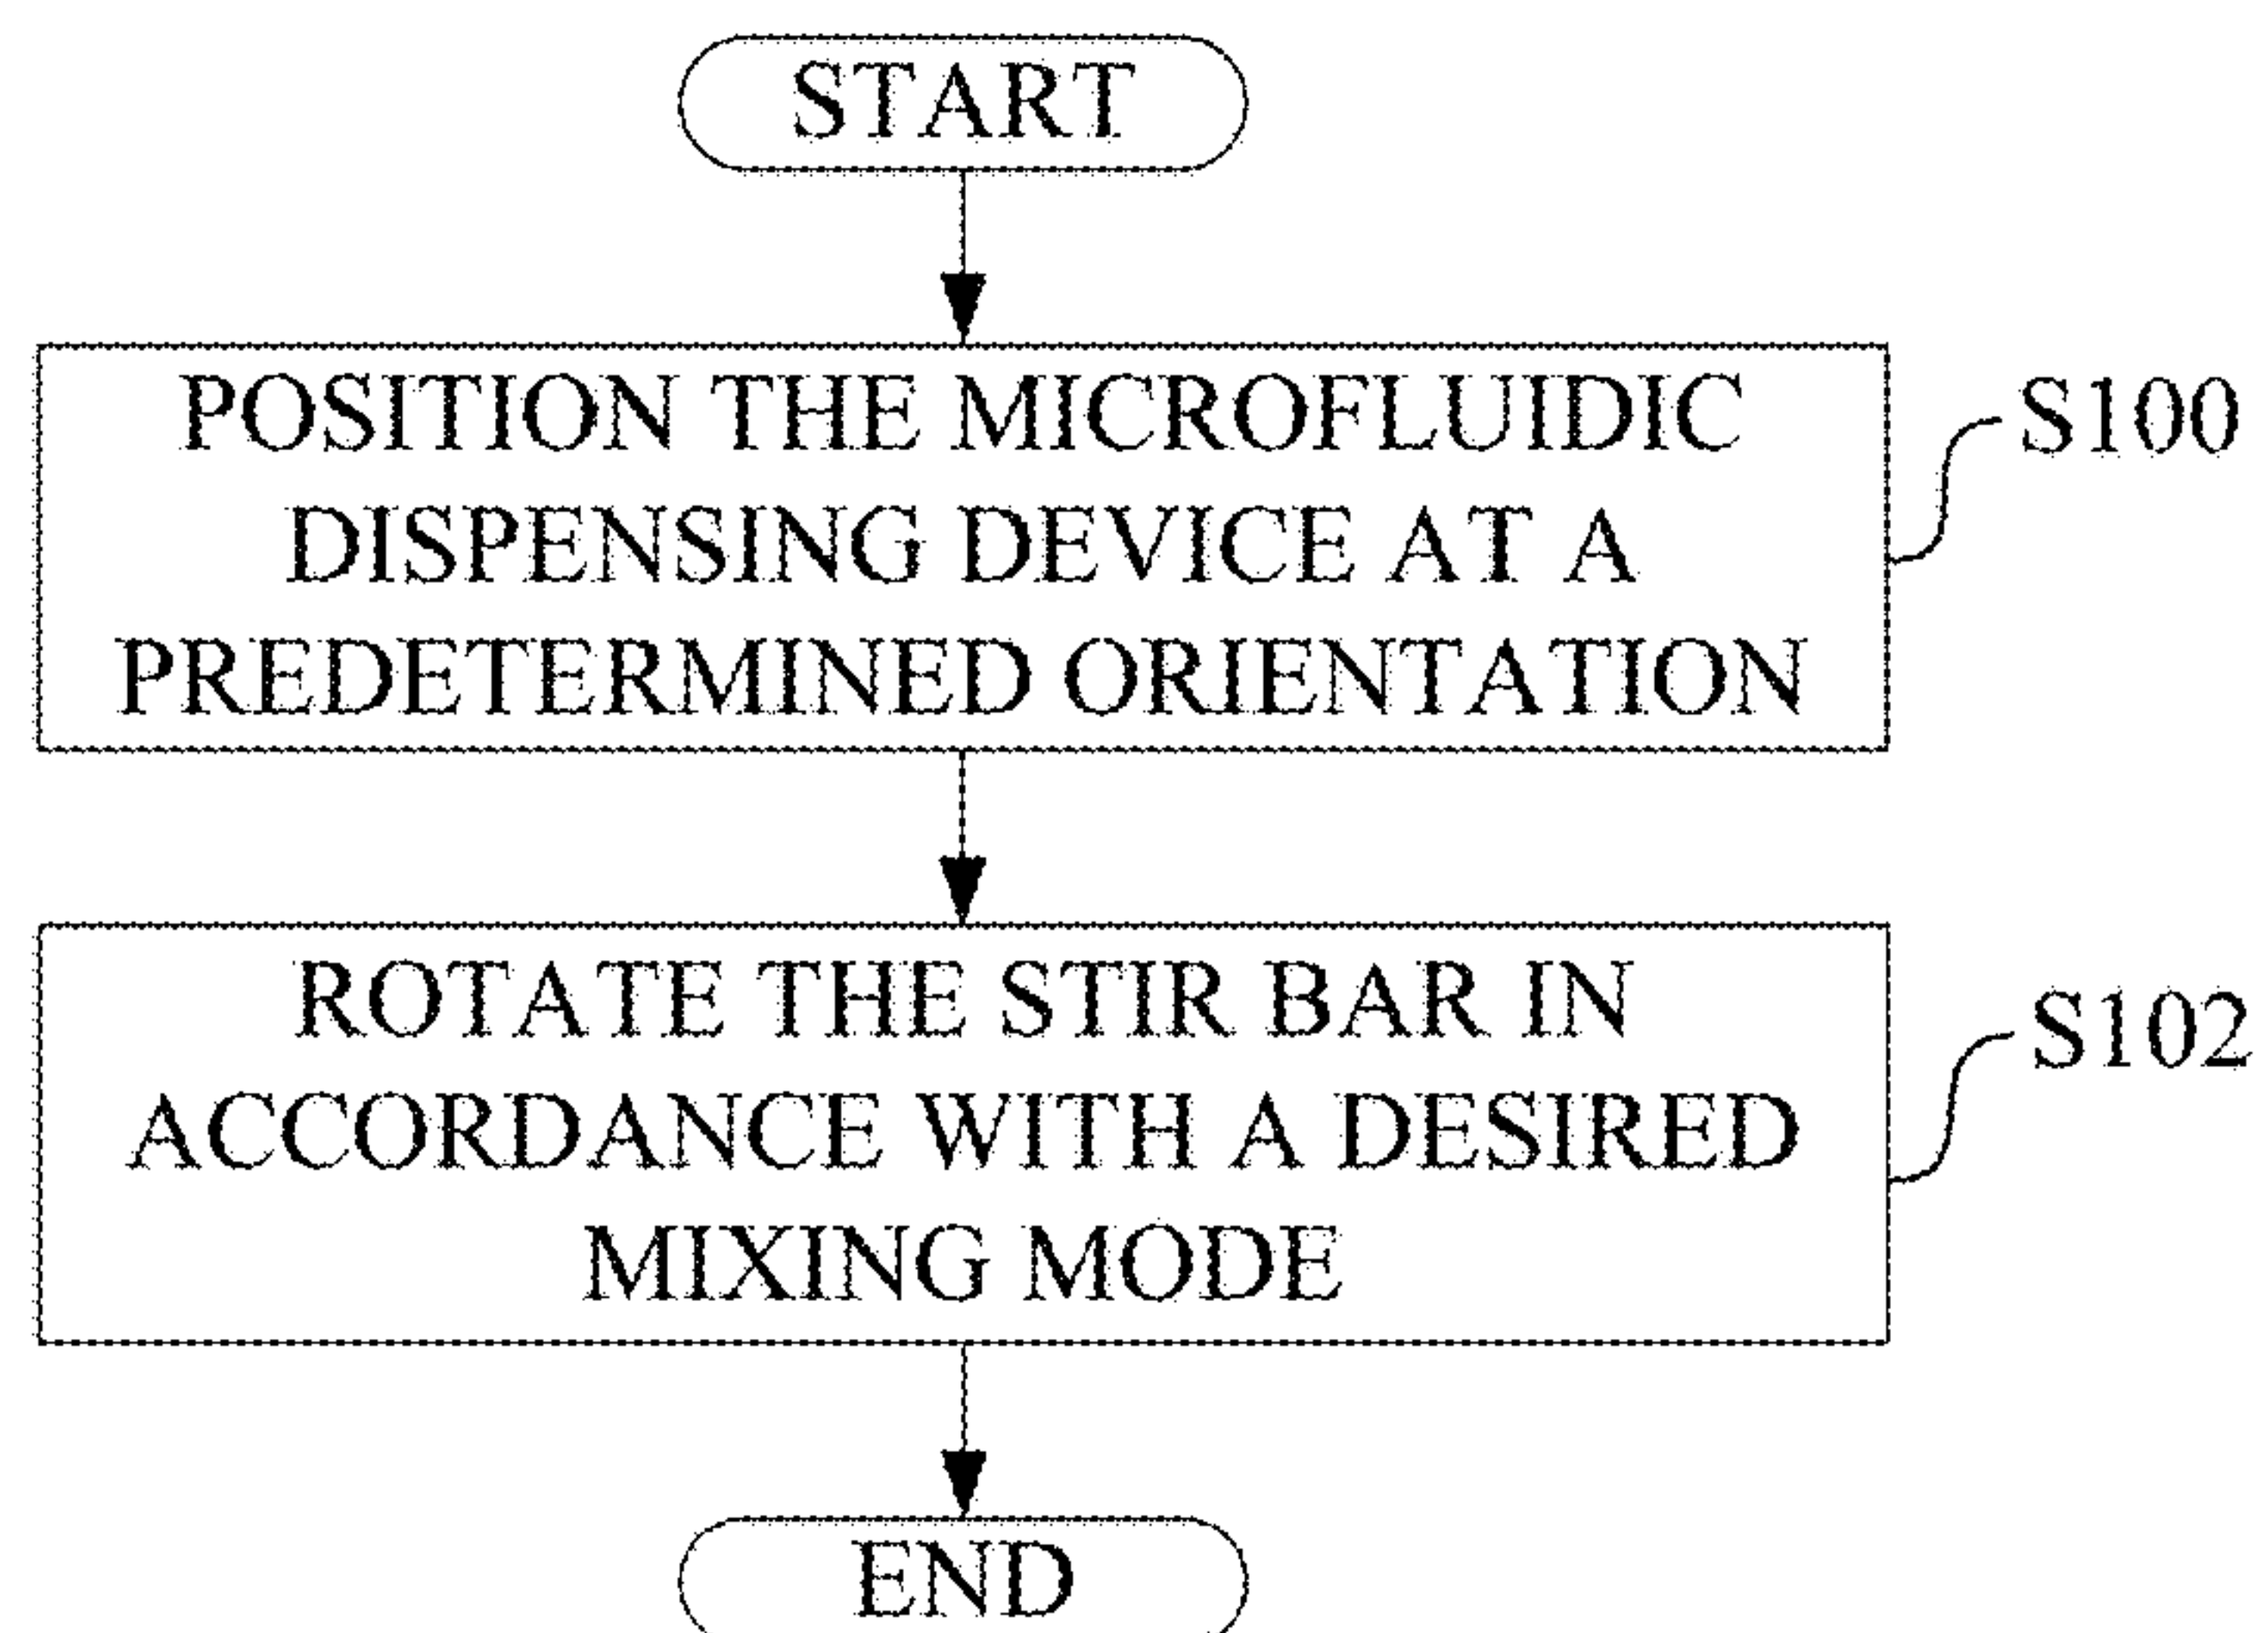 START
POSITION THE MICROFLUIDIC
DISPENSING DEVICE AT A
PREDETERMINED ORIENTATION
S100
ROTATE THE STIR BAR IN
ACCORDANCE WITH A DESIRED
MIXING MODE
S102
END